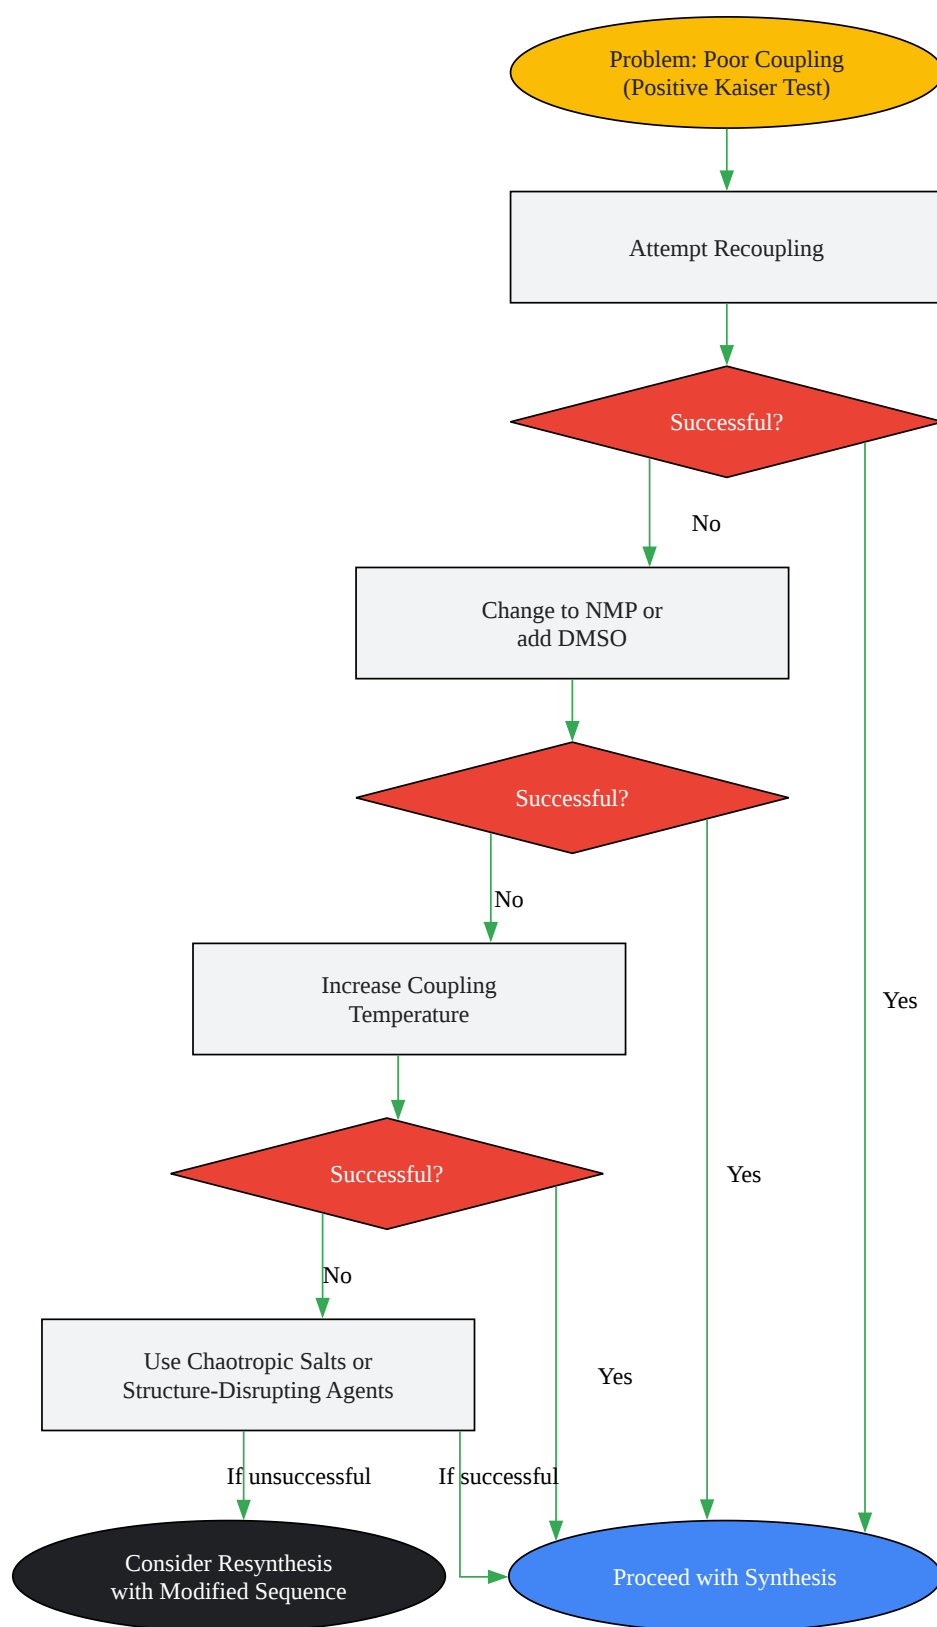 Problem: Poor Coupling
(Positive Kaiser Test)
Attempt Recoupling
Successful?
No
Change to NMP or
add DMSO
Successful?
No
Increase Coupling
Temperature
Yes
Successful?
Yes
No
Use Chaotropic Salts or
Structure-Disrupting Agents
Yes
If unsuccessful
If successful
Consider Resynthesis
with Modified Sequence
Proceed with Synthesis